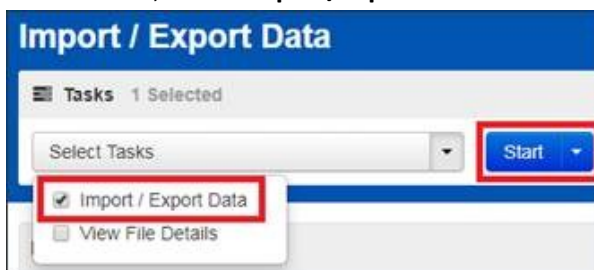 Import / Export Data
Tasks 1 Selected
Select Tasks
Start
Import / Export Data
View File Details